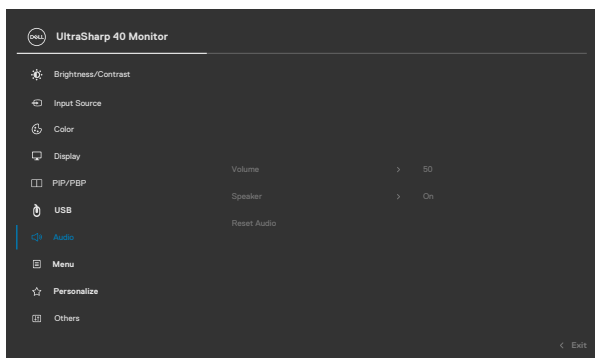 DELL UltraSharp 40 Monitor
Brightness/Contrast
Input Source
Color
Display
PIP/PBP
USB
Audio
Menu
Personalize
Others
Volume > 50
Speaker > On
Reset Audio
< Exit